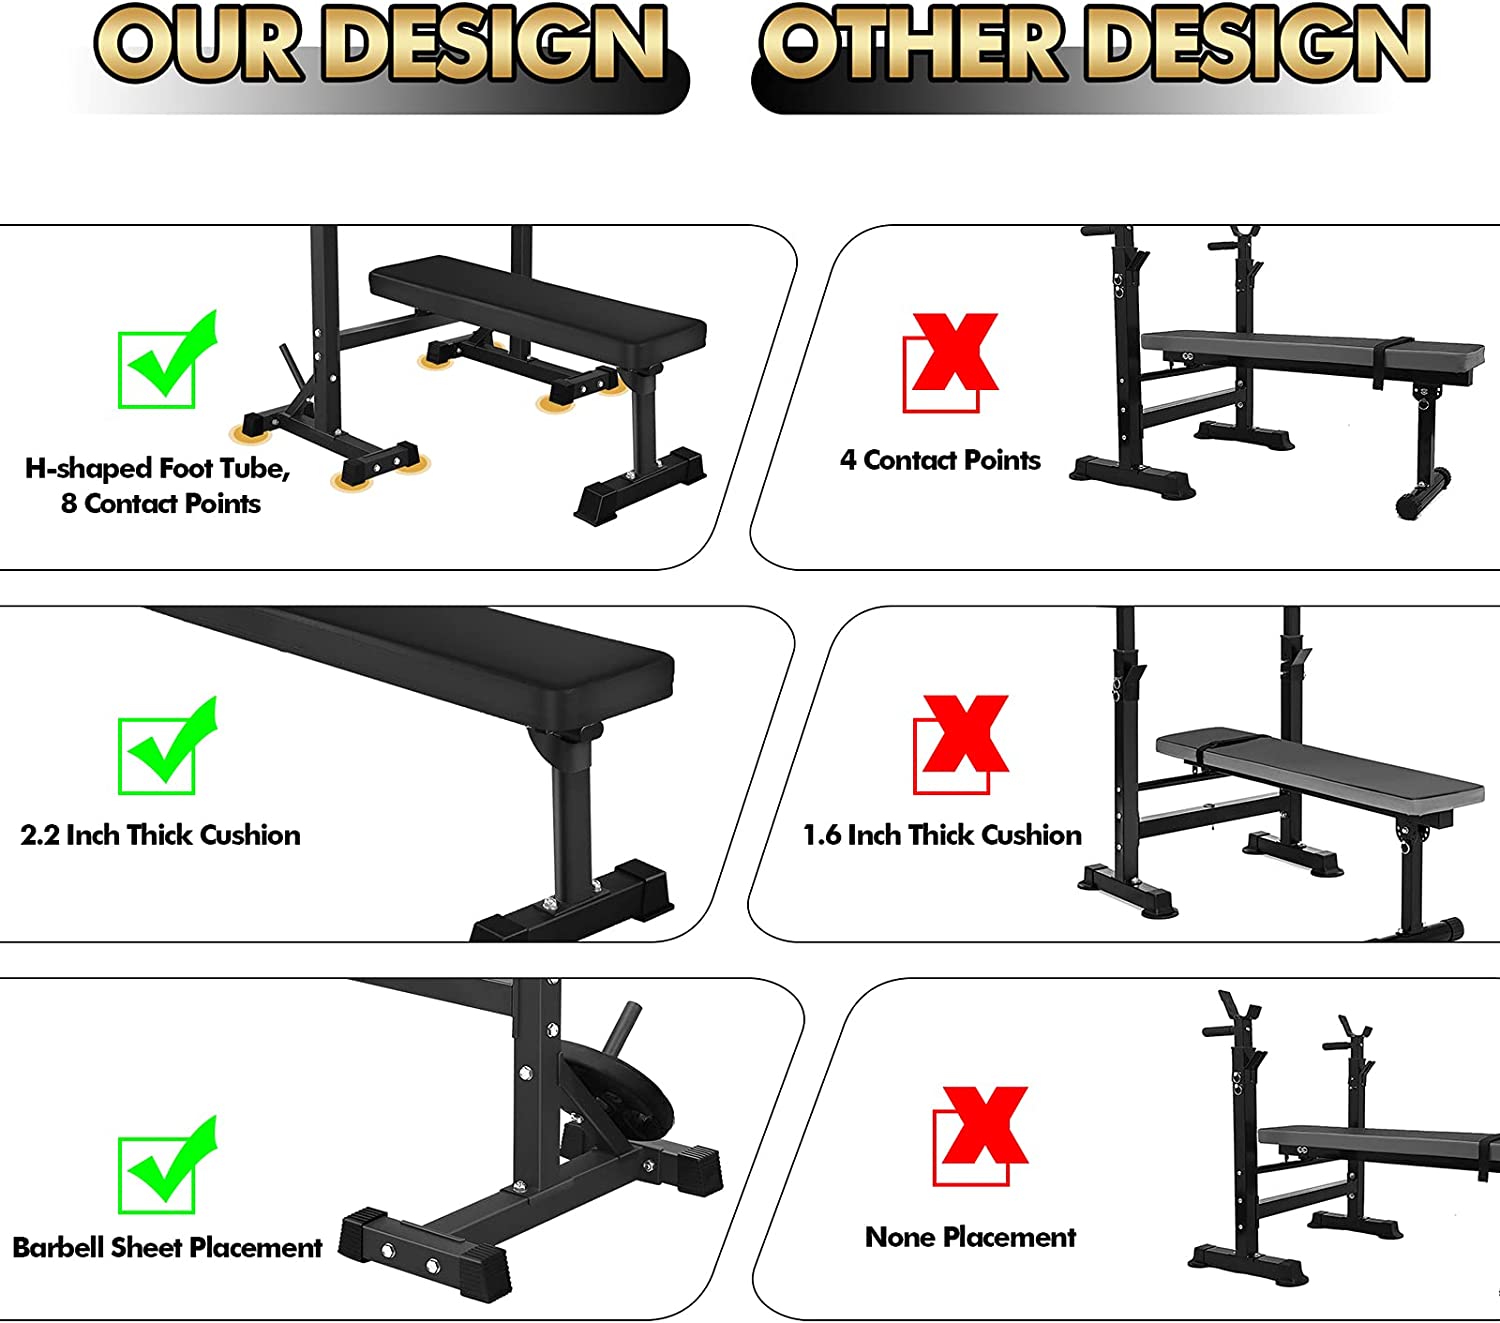 OUR DESIGN
OTHER DESIGN
H-shaped Foot Tube,
8 Contact Points
4 Contact Points
2.2 Inch Thick Cushion
1.6 Inch Thick Cushion
Barbell Sheet Placement
None Placement